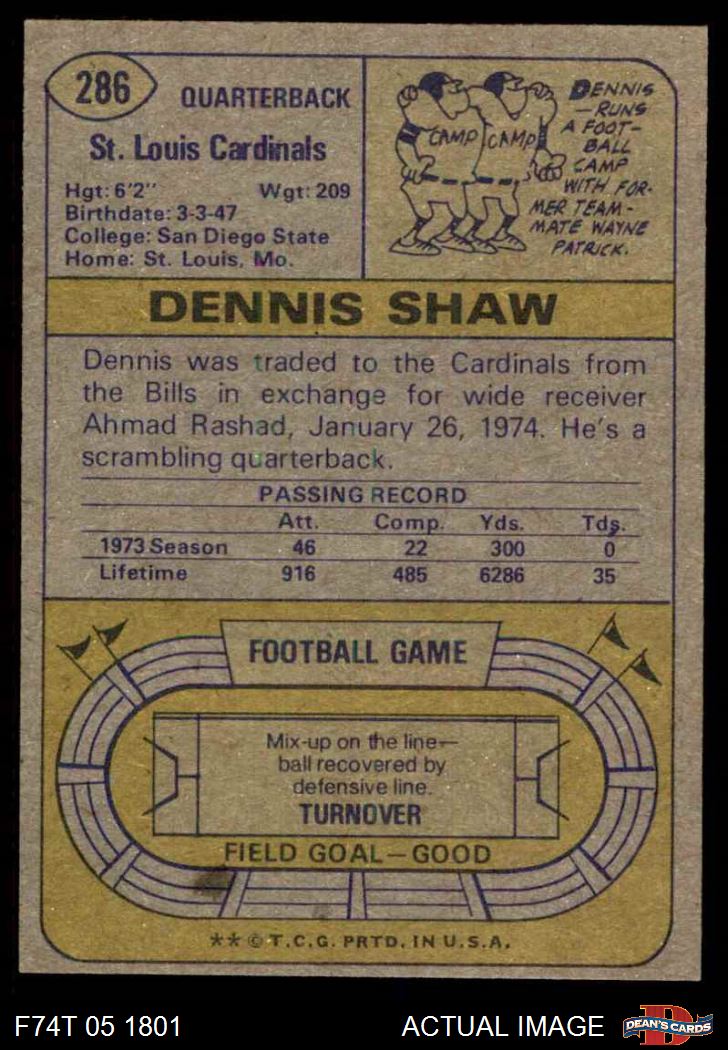 286
QUARTERBACK
St. Louis Cardinals
Hgt: 6'2" Wgt: 209
Birthdate: 3-3-47
College: San Diego State
Home: St. Louis, Mo.
CAMP CAMP
DENNIS
—RUNS
A FOOT-
BALL
CAMP
WITH FOR-
MER TEAM-
MATE WAYNE
PATRICK.
DENNIS SHAW
Dennis was traded to the Cardinals from
the Bills in exchange for wide receiver
Ahmad Rashad, January 26, 1974. He's a
scrambling quarterback.
PASSING RECORD
Att. Comp. Yds. Tds.
1973 Season 46 22 300 0
Lifetime 916 485 6286 35
FOOTBALL GAME
Mix-up on the line—
ball recovered by
defensive line.
TURNOVER
FIELD GOAL—GOOD
** © T.C.G. PRTD. IN U.S.A.
F74T 05 1801 ACTUAL IMAGE
D
DEAN'S CARDS